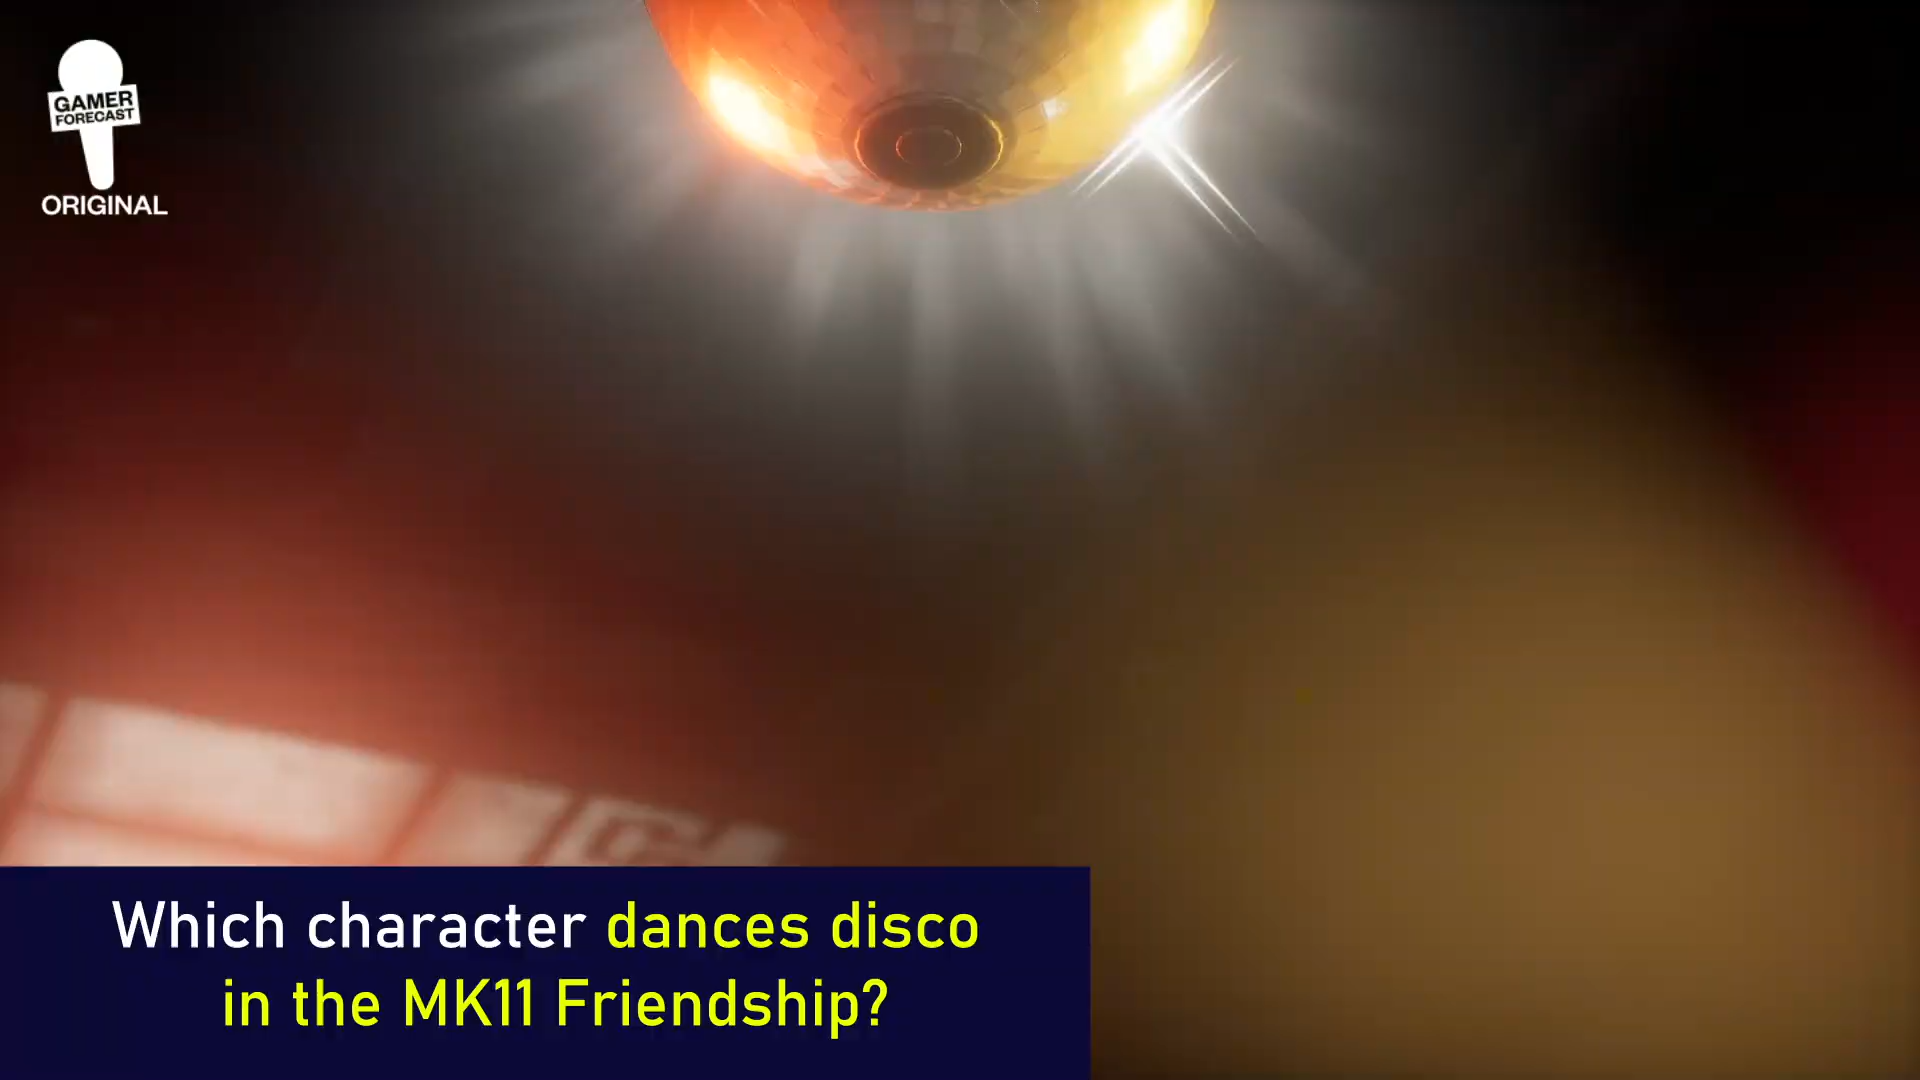 GAMER
FORECAST
ORIGINAL
Which character dances disco
in the MK11 Friendship?